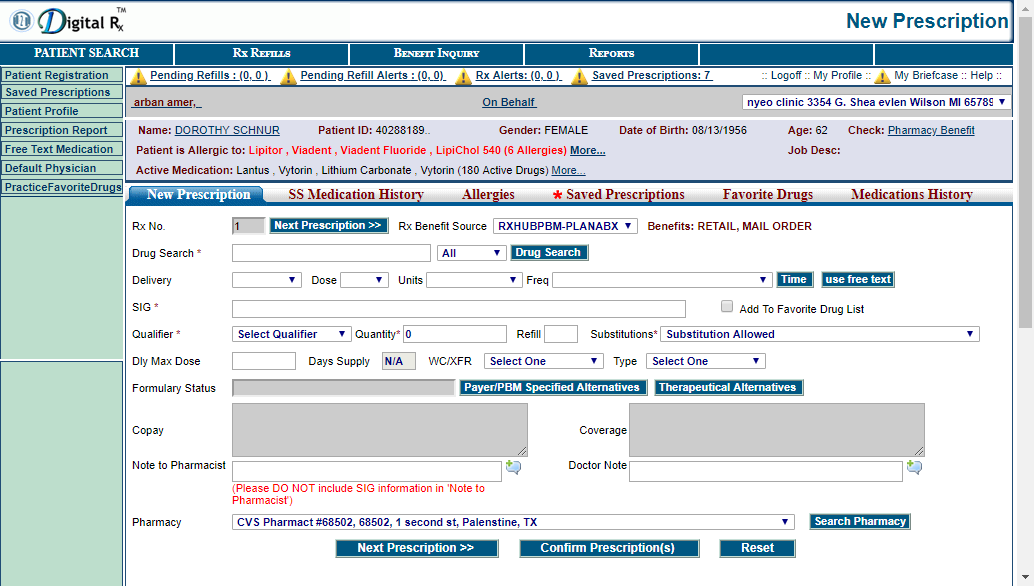 Digital Rx TM
New Prescription
PATIENT SEARCH RX REFILLS BENEFIT INQUIRY REPORTS
Patient Registration
Saved Prescriptions
Patient Profile
Prescription Report
Free Text Medication
Default Physician
PracticeFavoriteDrugs
Pending Refills : (0, 0 ) Pending Refill Alerts : (0, 0) Rx Alerts: (0, 0 ) Saved Prescriptions: 7 :: Logoff :: My Profile :: My Briefcase :: Help ::
arban amer, On Behalf nyeo clinic 3354 G. Shea evlen Wilson MI 65789
Name: DOROTHY SCHNUR Patient ID: 40288189.. Gender: FEMALE Date of Birth: 08/13/1956 Age: 62 Check: Pharmacy Benefit
Patient is Allergic to: Lipitor , Viadent , Viadent Fluoride , LipiChol 540 (6 Allergies) More... Job Desc:
Active Medication: Lantus , Vytorin , Lithium Carbonate , Vytorin (180 Active Drugs) More...
New Prescription SS Medication History Allergies * Saved Prescriptions Favorite Drugs Medications History
Rx No. 1 Next Prescription >> Rx Benefit Source RXHUBPBM-PLANABX Benefits: RETAIL, MAIL ORDER
Drug Search * All Drug Search
Delivery Dose Units Freq Time use free text
SIG * Add To Favorite Drug List
Qualifier * Select Qualifier Quantity* 0 Refill Substitutions* Substitution Allowed
Dly Max Dose Days Supply N/A WC/XFR Select One Type Select One
Formulary Status Payer/PBM Specified Alternatives Therapeutical Alternatives
Copay Coverage
Note to Pharmacist Doctor Note
(Please DO NOT include SIG information in 'Note to
Pharmacist')
Pharmacy CVS Pharmact #68502, 68502, 1 second st, Palenstine, TX Search Pharmacy
Next Prescription >> Confirm Prescription(s) Reset